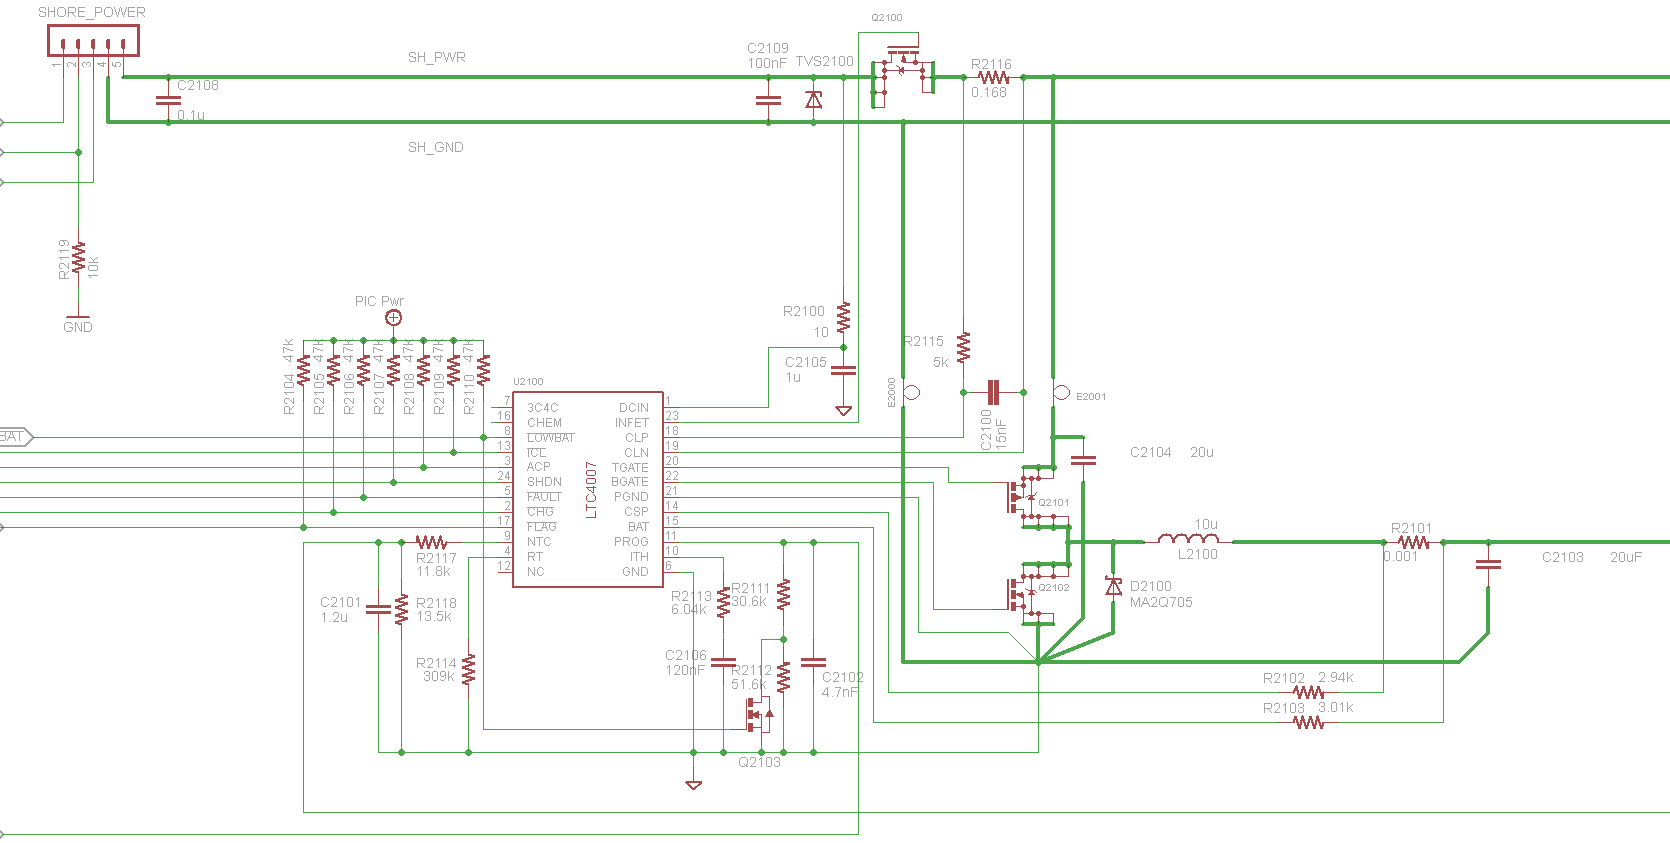 SHORE_POWER
1 2 3 4 5
SH_PWR
SH_GND
C2108
0.1u
C2109
100nF
TVS2100
Q2100
R2116
0.168
R2119
10k
GND
PIC Pwr
R2104 47k
R2105 47k
R2106 47k
R2107 47k
R2108 47k
R2109 47k
R2110 47k
R2100
10
C2105
1u
R2115
5k
C2100
15nF
E2000
E2001
BAT
U2100
LTC4007
7 3C4C
16 CHEM
8 LOWBAT
13 ICL
3 ACP
24 SHDN
5 FAULT
2 CHG
17 FLAG
9 NTC
4 RT
12 NC
DCIN 1
INFET 23
CLP 18
CLN 19
TGATE 20
BGATE 22
PGND 21
CSP 14
BAT 15
PROG 11
ITH 10
GND 6
C2104 20u
Q2101
Q2102
10u
L2100
D2100
MA2Q705
R2101
0.001
C2103 20uF
R2117
11.8k
C2101
1.2u
R2118
13.5k
R2114
309k
R2113
6.04k
R2111
30.6k
C2106
120nF
R2112
51.6k
C2102
4.7nF
Q2103
R2102 2.94k
R2103 3.01k